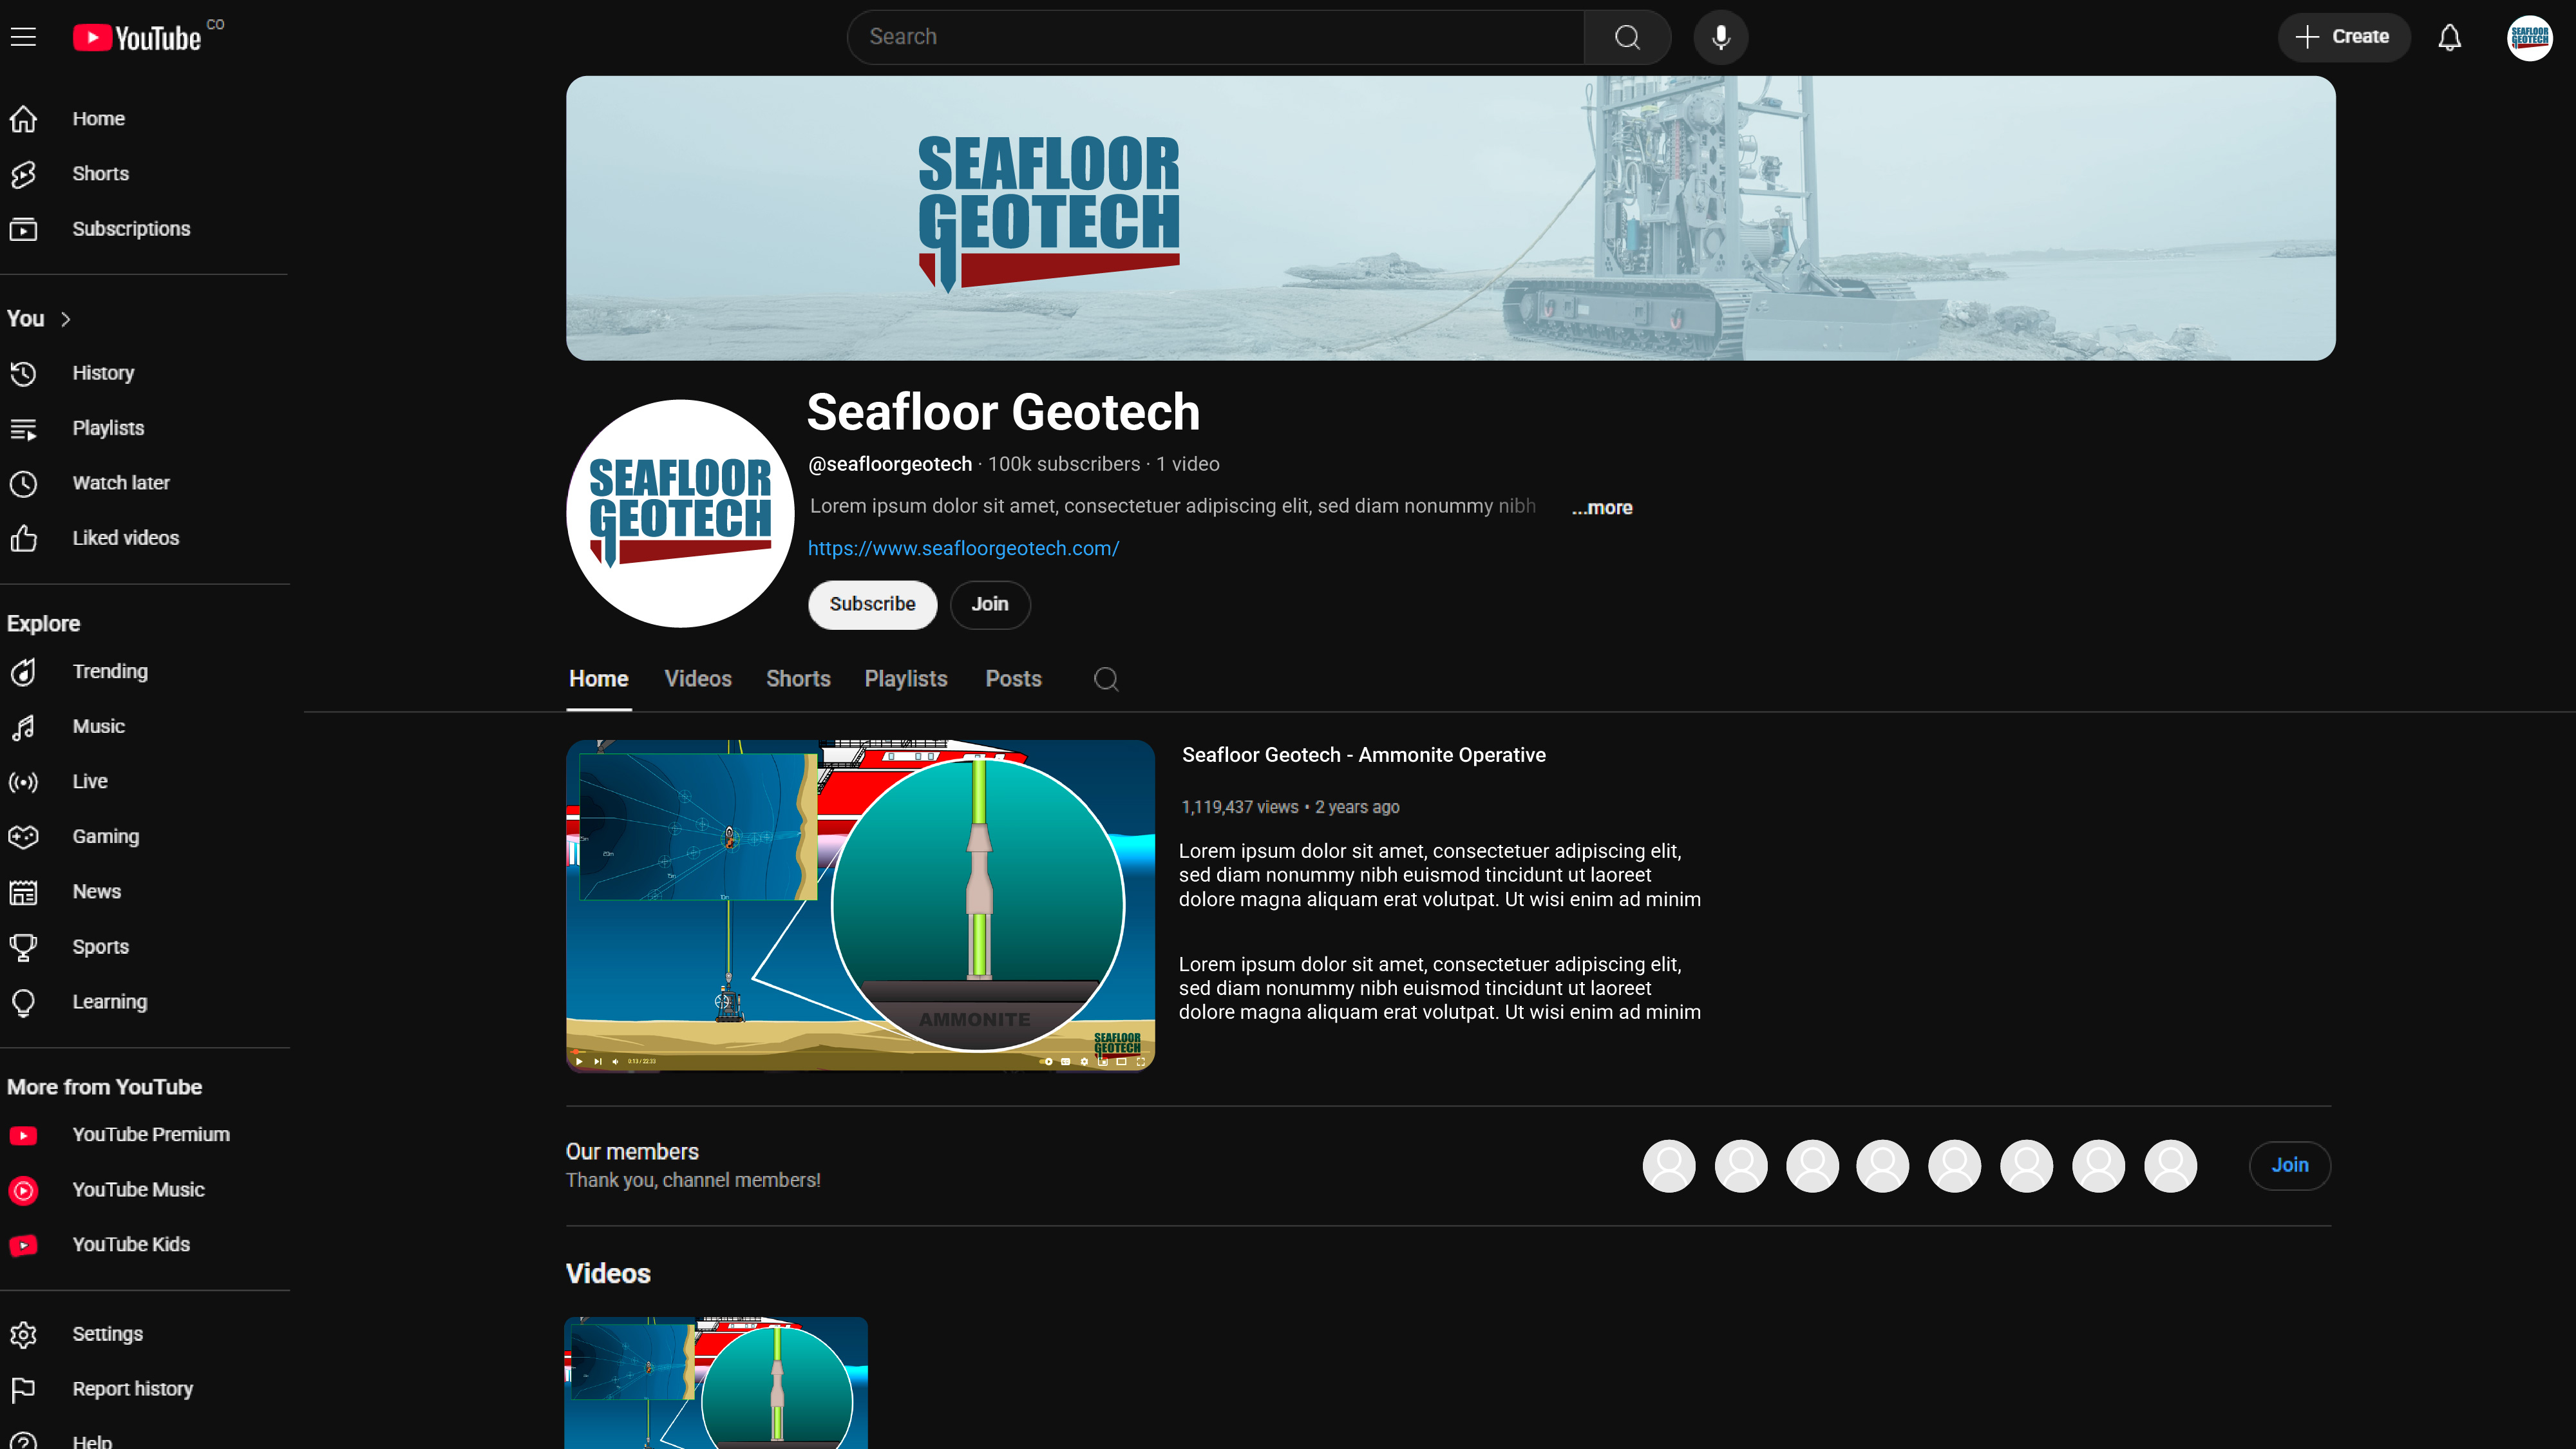 YouTube CO
Search
Create
SEAFLOOR
GEOTECH
Home
Shorts
Subscriptions
You
History
Playlists
Watch later
Liked videos
Explore
Trending
Music
Live
Gaming
News
Sports
Learning
More from YouTube
YouTube Premium
YouTube Music
YouTube Kids
Settings
Report history
Help
SEAFLOOR
GEOTECH
SEAFLOOR
GEOTECH
Seafloor Geotech
@seafloorgeotech · 100k subscribers · 1 video
Lorem ipsum dolor sit amet, consectetuer adipiscing elit, sed diam nonummy nibh ...more
https://www.seafloorgeotech.com/
Subscribe
Join
Home
Videos
Shorts
Playlists
Posts
AMMONITE
SEAFLOOR
GEOTECH
0:13 / 22:33
Seafloor Geotech - Ammonite Operative
1,119,437 views • 2 years ago
Lorem ipsum dolor sit amet, consectetuer adipiscing elit,
sed diam nonummy nibh euismod tincidunt ut laoreet
dolore magna aliquam erat volutpat. Ut wisi enim ad minim
Lorem ipsum dolor sit amet, consectetuer adipiscing elit,
sed diam nonummy nibh euismod tincidunt ut laoreet
dolore magna aliquam erat volutpat. Ut wisi enim ad minim
Our members
Thank you, channel members!
Join
Videos